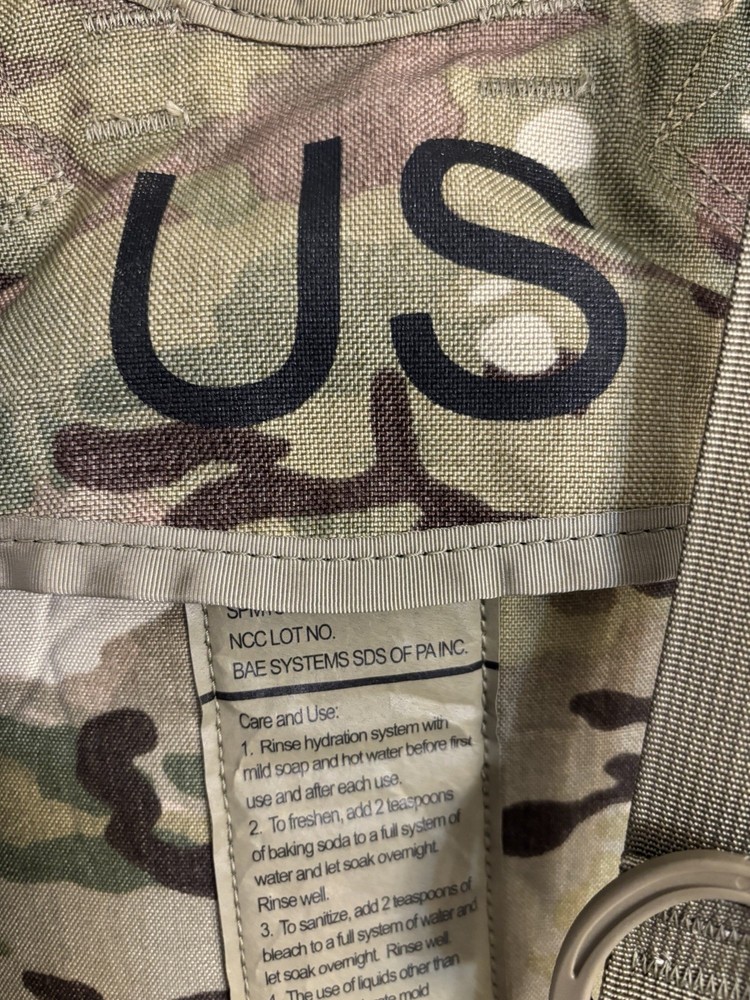 US
NCC LOT NO.
BAE SYSTEMS SDS OF PA INC.
Care and Use:
1. Rinse hydration system with
mild soap and hot water before first
use and after each use.
2. To freshen, add 2 teaspoons
of baking soda to a full system of
water and let soak overnight.
Rinse well.
3. To sanitize, add 2 teaspoons of
bleach to a full system of water and
let soak overnight. Rinse well.
4. The use of liquids other than
mold